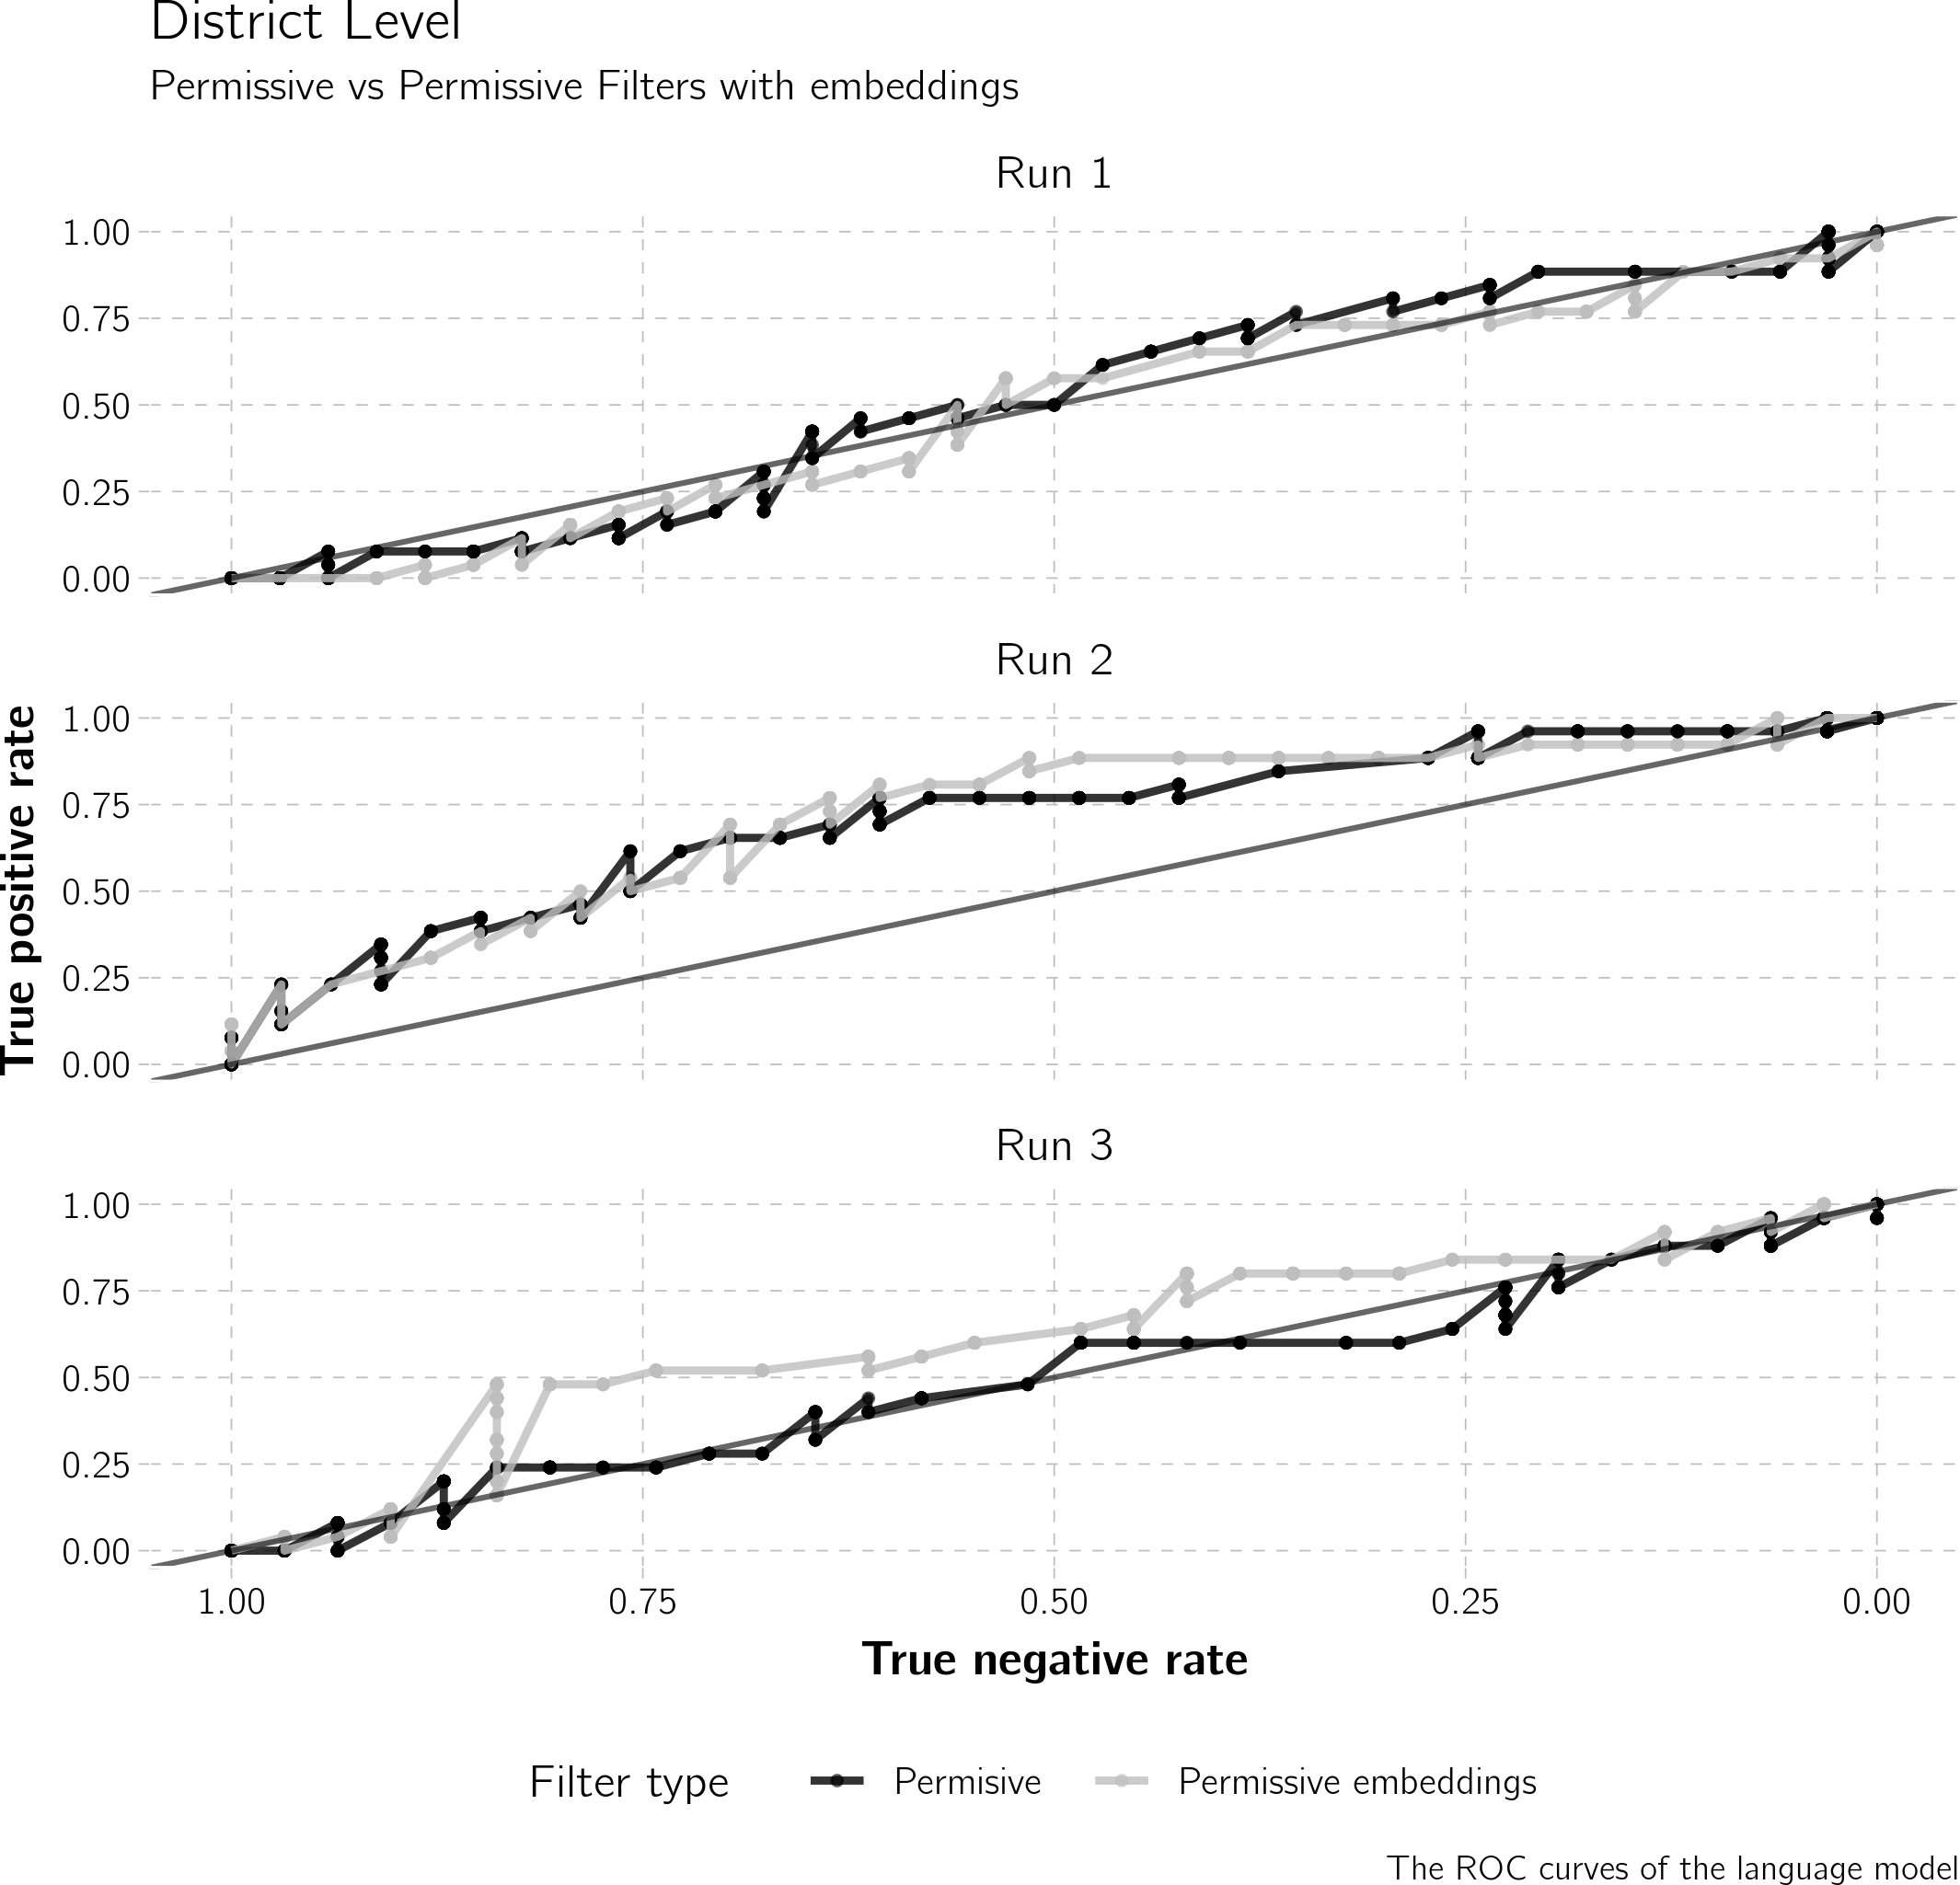 District Level
Permissive vs Permissive Filters with embeddings
Run 1
1.00
0.75
0.50
0.25
0.00
Run 2
1.00
0.75
0.50
0.25
0.00
True positive rate
Run 3
1.00
0.75
0.50
0.25
0.00
1.00 0.75 0.50 0.25 0.00
True negative rate
Filter type Permisive Permissive embeddings
The ROC curves of the language model